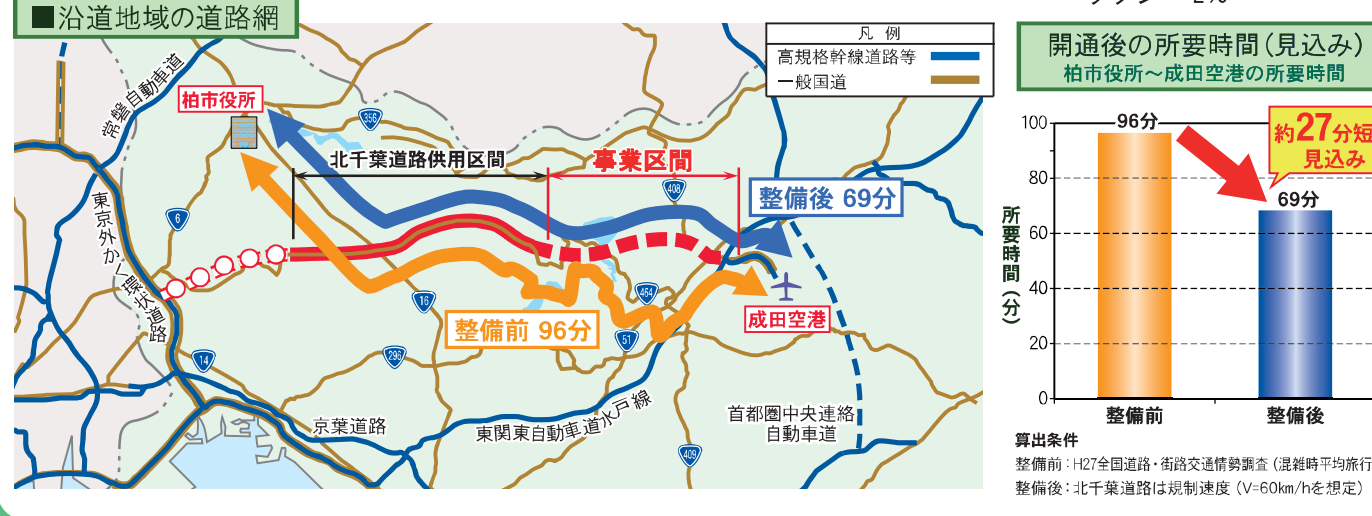 ■沿道地域の道路網
凡 例
高規格幹線道路等
一般国道
常磐自動車道
柏市役所
356
北千葉道路供用区間
事業区間
408
整備後 69分
6
東京外かく環状道路
16
464
成田空港
整備前 96分
51
14
296
京葉道路
東関東自動車道水戸線
首都圏中央連絡
自動車道
409
2%
開通後の所要時間(見込み)
柏市役所~成田空港の所要時間
約27分短
見込み
96分
69分
所要時間(分)
100
80
60
40
20
0
整備前
整備後
算出条件
整備前:H27全国道路・街路交通情勢調査(混雑時平均旅行
整備後:北千葉道路は規制速度(V=60km/hを想定)